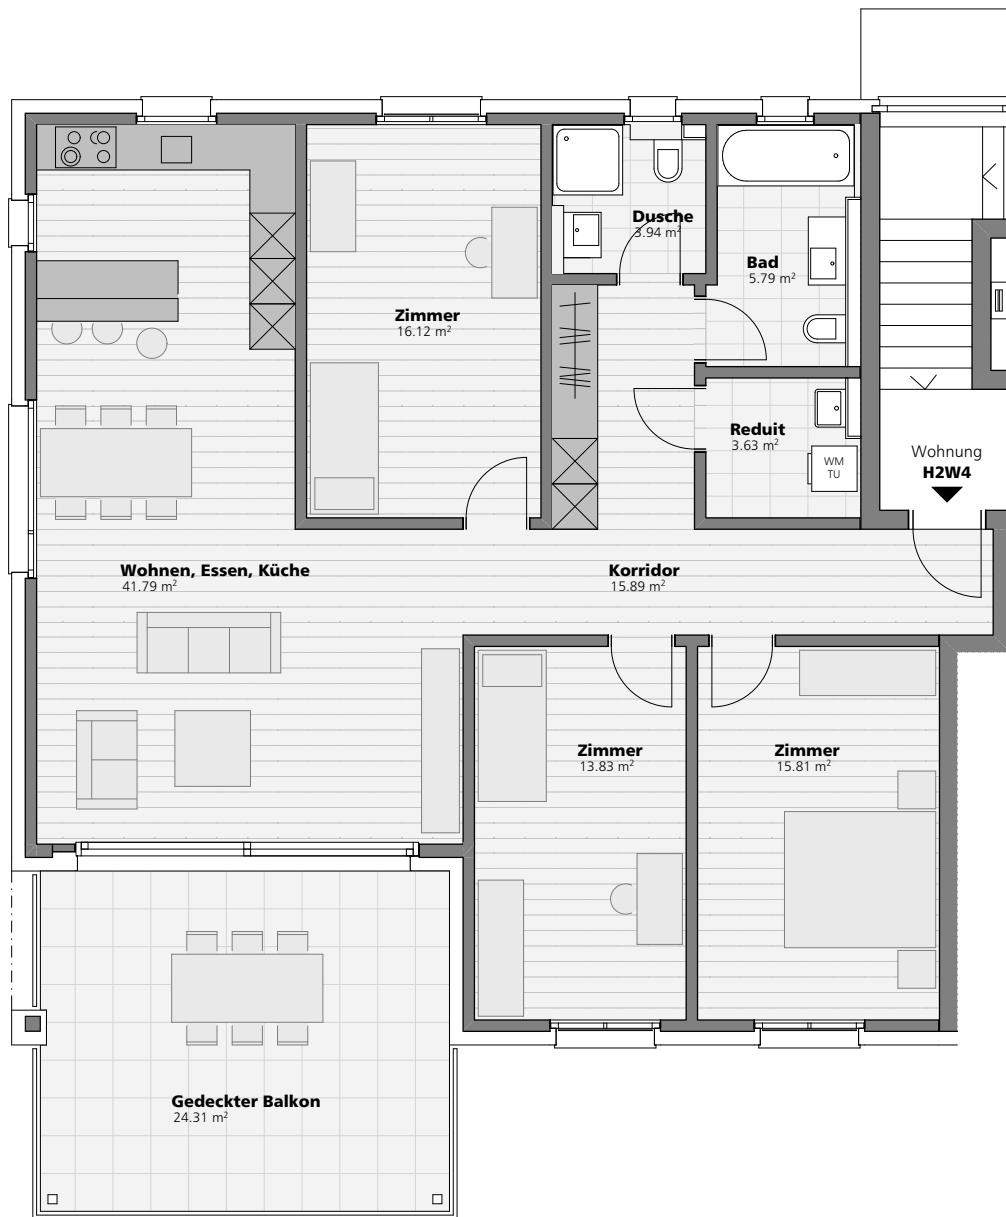 Dusche
3.94 m²
Bad
5.79 m²
Zimmer
16.12 m²
Reduit
3.63 m²
WM
TU
Wohnung
H2W4
Wohnen, Essen, Küche
41.79 m²
Korridor
15.89 m²
Zimmer
13.83 m²
Zimmer
15.81 m²
Gedeckter Balkon
24.31 m²